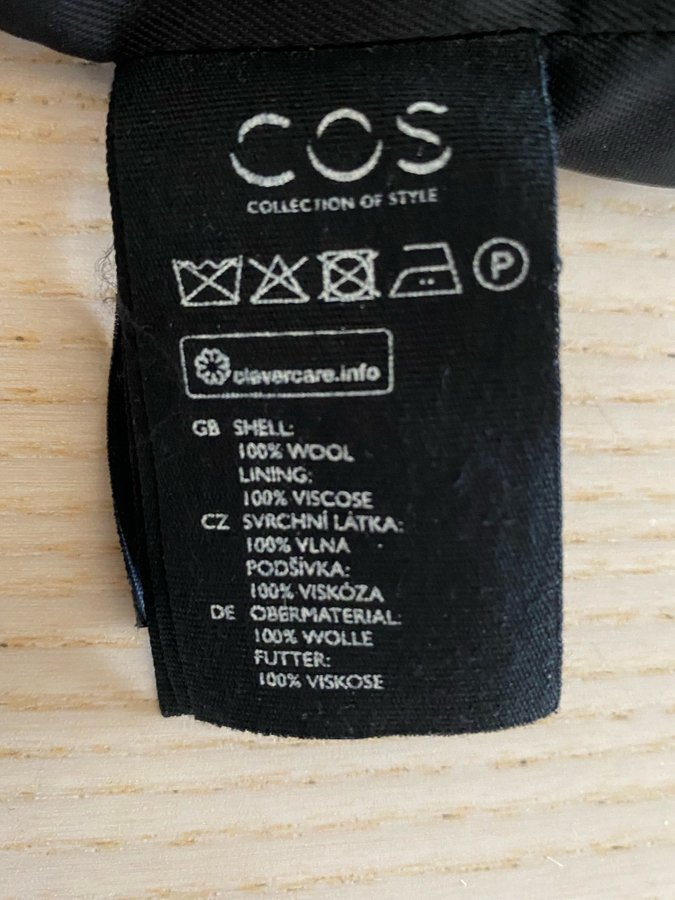 COS
COLLECTION OF STYLE
P
clevercare.info
GB SHELL:
100% WOOL
LINING:
100% VISCOSE
CZ SVRCHNÍ LÁTKA:
100% VLNA
PODŠÍVKA:
100% VISKÓZA
DE OBERMATERIAL:
100% WOLLE
FUTTER:
100% VISKOSE